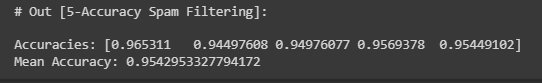 # Out [5-Accuracy Spam Filtering]:
Accuracies: [0.965311   0.94497608 0.94976077 0.9569378  0.95449102]
Mean Accuracy: 0.9542953327794172